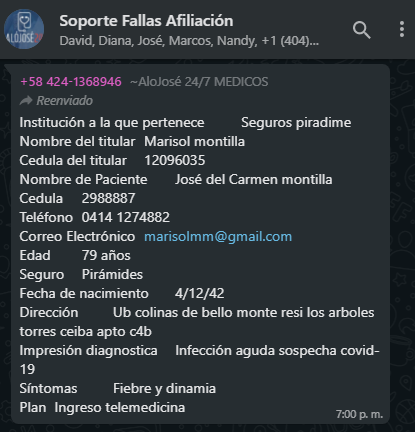 Soporte Fallas Afiliación
David, Diana, José, Marcos, Nandy, +1 (404)...
ALÓJOSÉ
+58 424-1368946 ~AloJosé 24/7 MEDICOS
Reenviado
Institución a la que pertenece Seguros piradime
Nombre del titular Marisol montilla
Cedula del titular 12096035
Nombre de Paciente José del Carmen montilla
Cedula 2988887
Teléfono 0414 1274882
Correo Electrónico marisolmm@gmail.com
Edad 79 años
Seguro Pirámides
Fecha de nacimiento 4/12/42
Dirección Ub colinas de bello monte resi los arboles
torres ceiba apto c4b
Impresión diagnostica Infección aguda sospecha covid-
19
Síntomas Fiebre y dinamia
Plan Ingreso telemedicina
7:00 p. m.